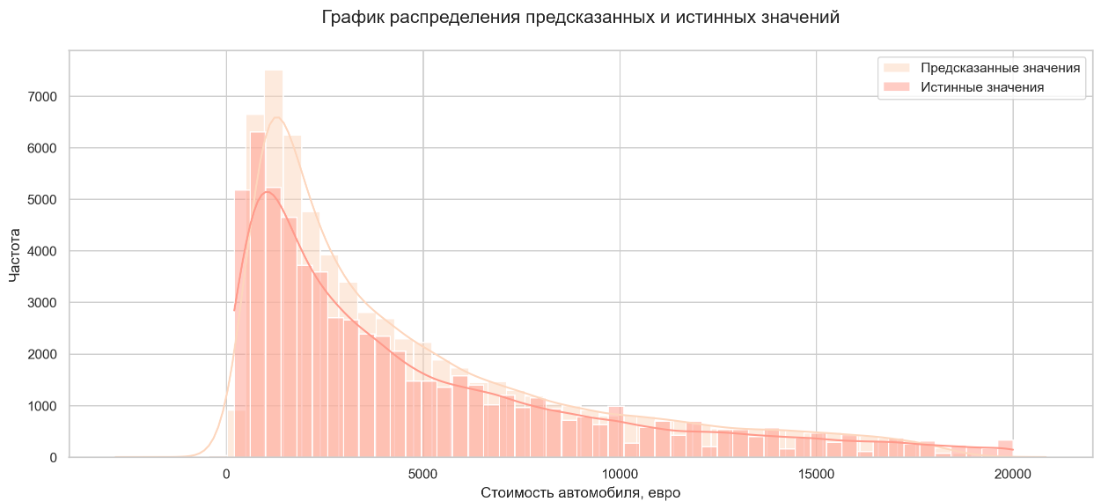 График распределения предсказанных и истинных значений
Предсказанные значения
Истинные значения
7000
6000
5000
4000
3000
2000
1000
0
Частота
0 5000 10000 15000 20000
Стоимость автомобиля, евро